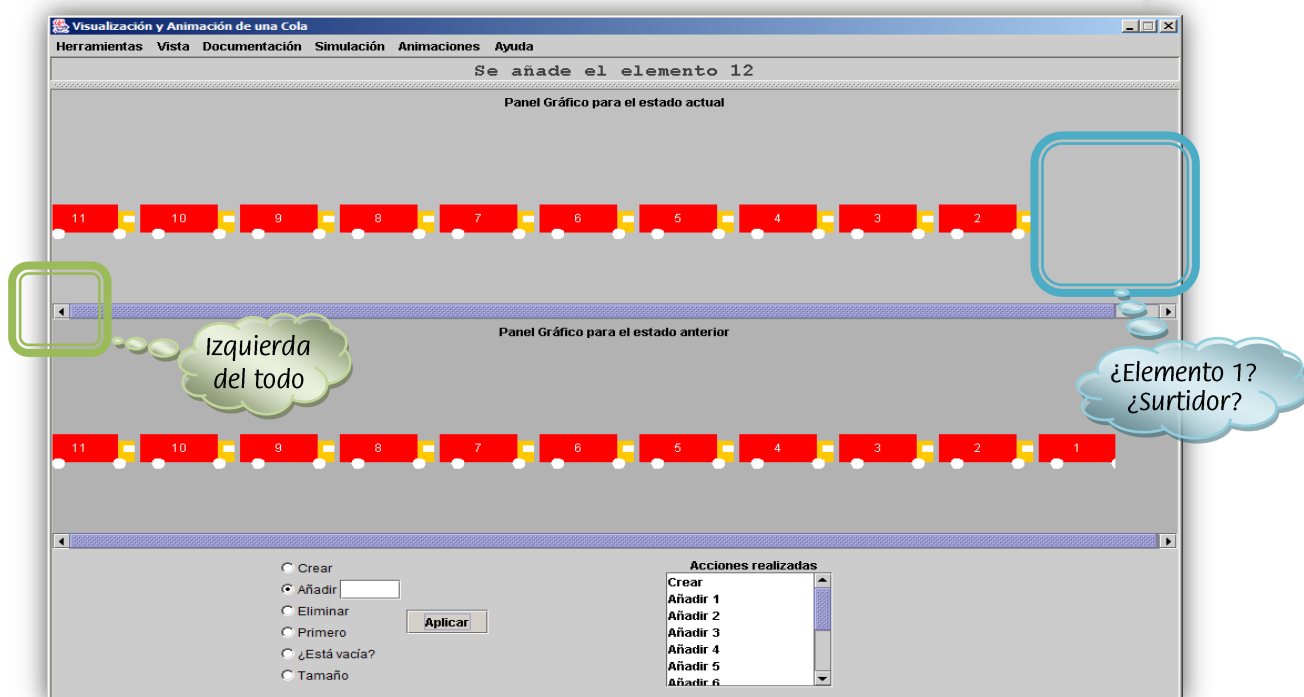 Visualización y Animación de una Cola
Herramientas Vista Documentación Simulación Animaciones Ayuda
Se añade el elemento 12
Panel Gráfico para el estado actual
11 10 9 8 7 6 5 4 3 2
Izquierda
del todo
Panel Gráfico para el estado anterior
¿Elemento 1?
¿Surtidor?
11 10 9 8 7 6 5 4 3 2 1
Crear
Añadir
Eliminar
Primero
¿Está vacía?
Tamaño
Aplicar
Acciones realizadas
Crear
Añadir 1
Añadir 2
Añadir 3
Añadir 4
Añadir 5
Añadir 6